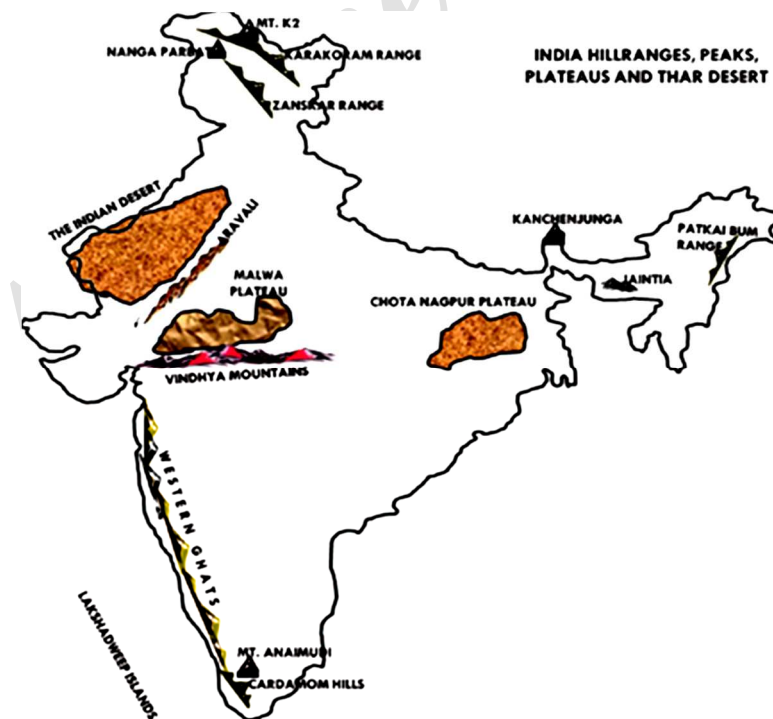 MT. K2
NANGA PARBAT
KARAKORAM RANGE
INDIA HILLRANGES, PEAKS,
PLATEAUS AND THAR DESERT
ZANSKAR RANGE
THE INDIAN DESERT
ARAVALI
KANCHENJUNGA
PATKAI BUM
RANGE
MALWA
PLATEAU
JAINTIA
CHOTA NAGPUR PLATEAU
VINDHYA MOUNTAINS
WESTERN GHATS
LAKSHADWEEP ISLANDS
MT. ANAIMUDI
CARDAMOM HILLS